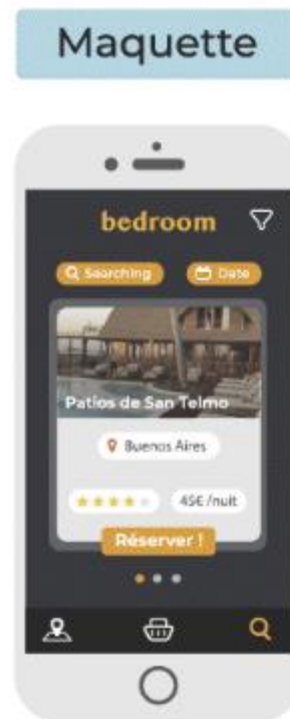 Maquette
bedroom
Searching
Date
Patios de San Telmo
Buenos Aires
45€ /nuit
Réserver !